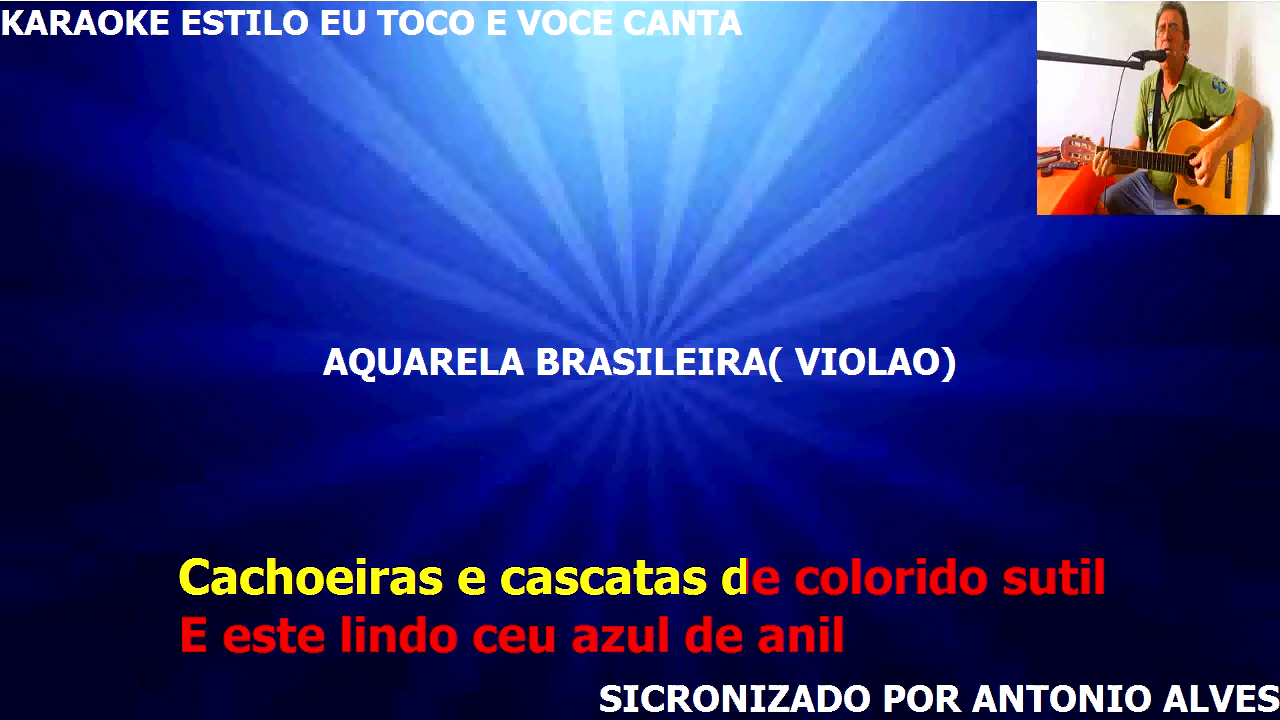 KARAOKE ESTILO EU TOCO E VOCE CANTA
AQUARELA BRASILEIRA( VIOLAO)
Cachoeiras e cascatas de colorido sutil
E este lindo ceu azul de anil
SICRONIZADO POR ANTONIO ALVES